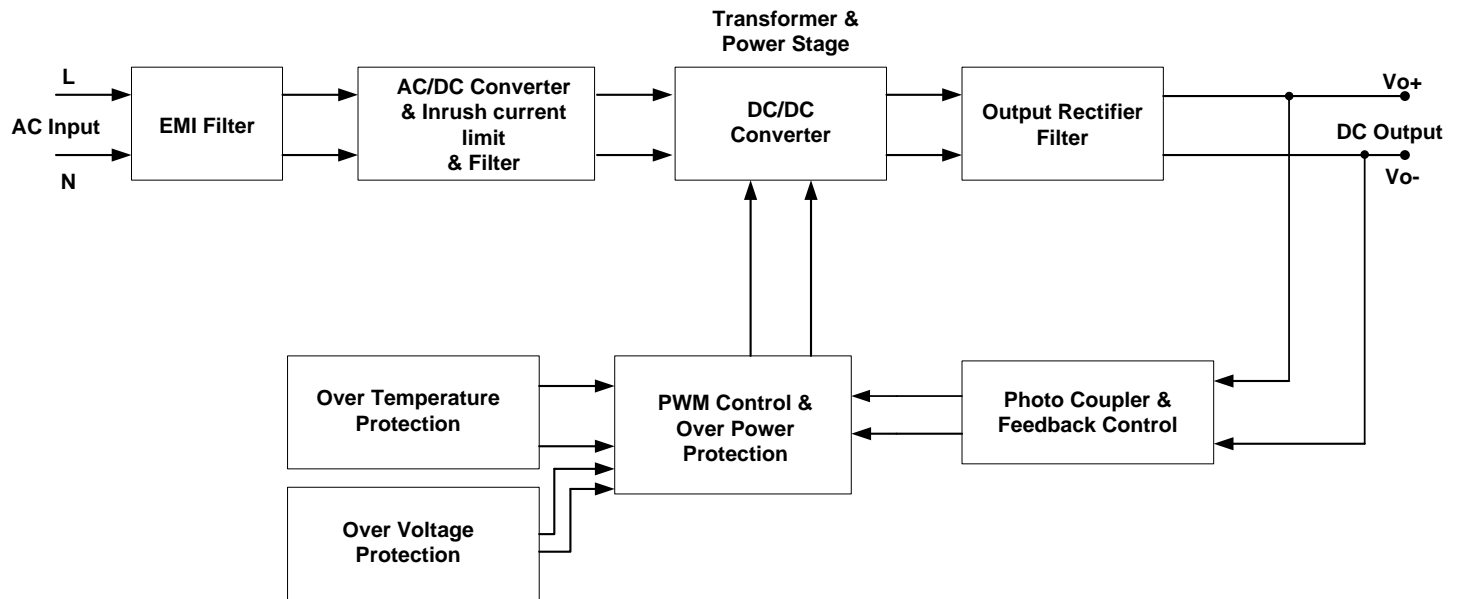 Transformer &
Power Stage
L
AC Input
N
EMI Filter
AC/DC Converter
& Inrush current
limit
& Filter
DC/DC
Converter
Output Rectifier
Filter
Vo+
DC Output
Vo-
Over Temperature
Protection
PWM Control &
Over Power
Protection
Photo Coupler &
Feedback Control
Over Voltage
Protection